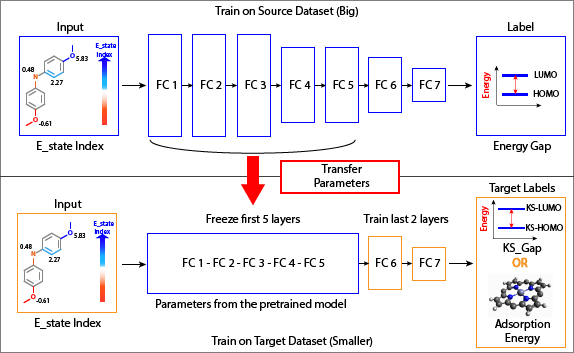 Train on Source Dataset (Big)
Input
Label
E_state
Index
5.83
O
0.48
N
2.27
O
-0.61
E_state Index
FC 1
FC 2
FC 3
FC 4
FC 5
FC 6
FC 7
Energy
LUMO
HOMO
Energy Gap
Transfer
Parameters
Input
Freeze first 5 layers
Train last 2 layers
Target Labels
E_state
Index
5.83
O
0.48
N
2.27
O
-0.61
E_state Index
FC 1 - FC 2 - FC 3 - FC 4 - FC 5
FC 6
FC 7
Parameters from the pretrained model
Energy
KS-LUMO
KS-HOMO
KS_Gap
OR
Adsorption
Energy
Train on Target Dataset (Smaller)